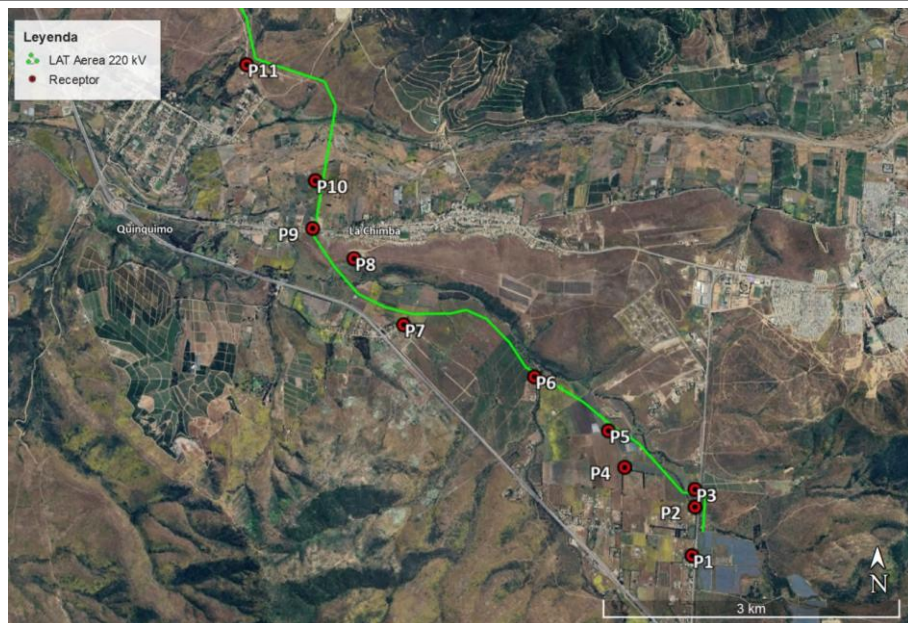 Leyenda
LAT Aerea 220 kV
Receptor
P11
P10
P9
La Chimba
Quinquimo
P8
P7
P6
P5
P4
P3
P2
P1
N
3 km